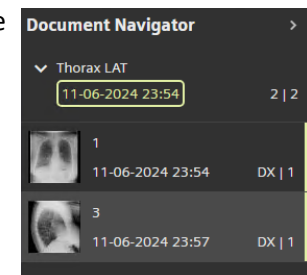 e
Document Navigator >
Thorax LAT
11-06-2024 23:54 2 | 2
1
11-06-2024 23:54 DX | 1
3
11-06-2024 23:57 DX | 1